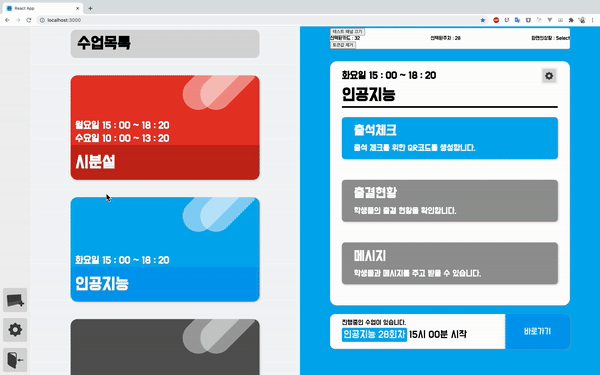 React App
localhost:3000
수업목록
월요일 15 : 00 ~ 18 : 20
수요일 10 : 00 ~ 13 : 20
시분설
화요일 15 : 00 ~ 18 : 20
인공지능
테스트 패널 끄기
선택된카드 : 32
선택된주차 : 28
화면의상황 : Select
토큰값 제거
화요일 15 : 00 ~ 18 : 20
인공지능
출석체크
출석 체크를 위한 QR코드를 생성합니다.
출결현황
학생들의 출결 현황을 확인합니다.
메시지
학생들과 메시지를 주고 받을 수 있습니다.
진행중인 수업이 있습니다.
인공지능 28회차 15시 00분 시작
바로가기